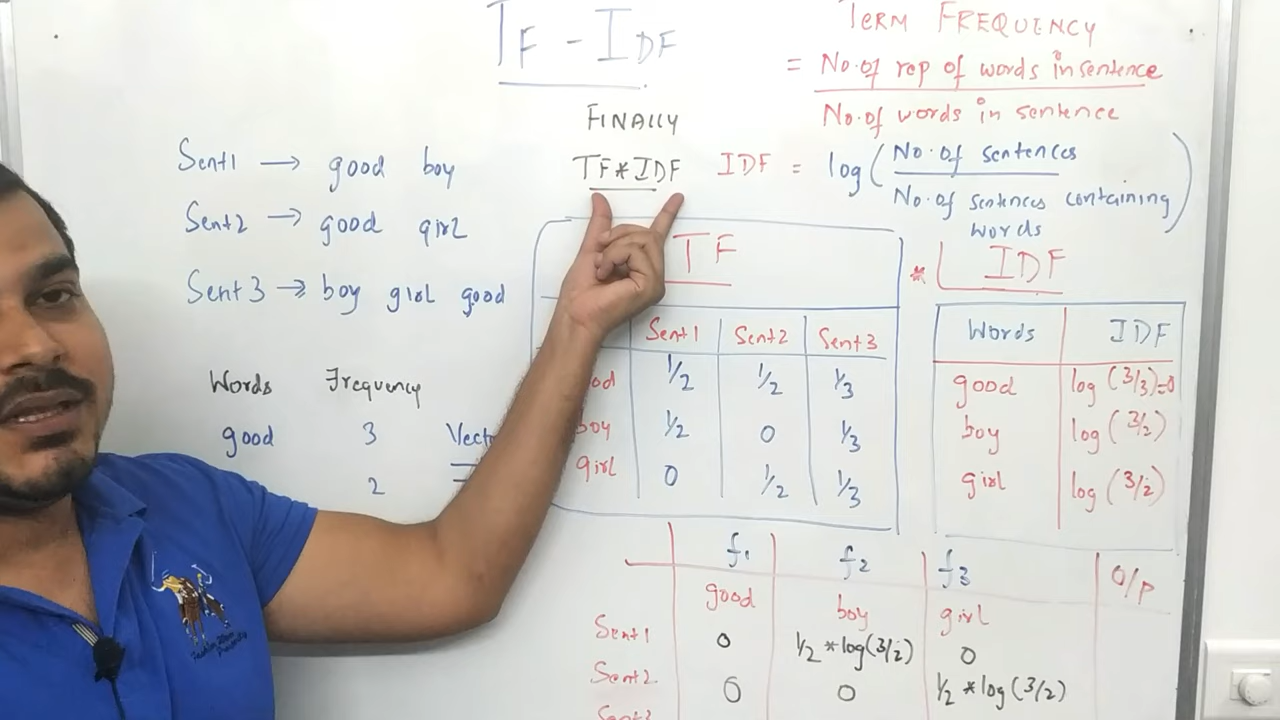 TF - IDF
TERM FREQUENCY
= No. of rep of words in sentence
No. of words in sentence
FINALLY
TF*IDF
IDF = log ( No. of sentences
No. of sentences containing
words )
Sent1 → good boy
Sent2 → good girl
Sent3 → boy girl good
Words Frequency
good 3
2
TF
Sent1 Sent2 Sent3
1/2 1/2 1/3
boy 1/2 0 1/3
girl 0 1/2 1/3
* IDF
Words IDF
good log (3/3)=0
boy log (3/2)
girl log (3/2)
f1 f2 f3 O/p
good boy girl
Sent1 0 1/2 * log(3/2) 0
Sent2 0 0 1/2 * log(3/2)